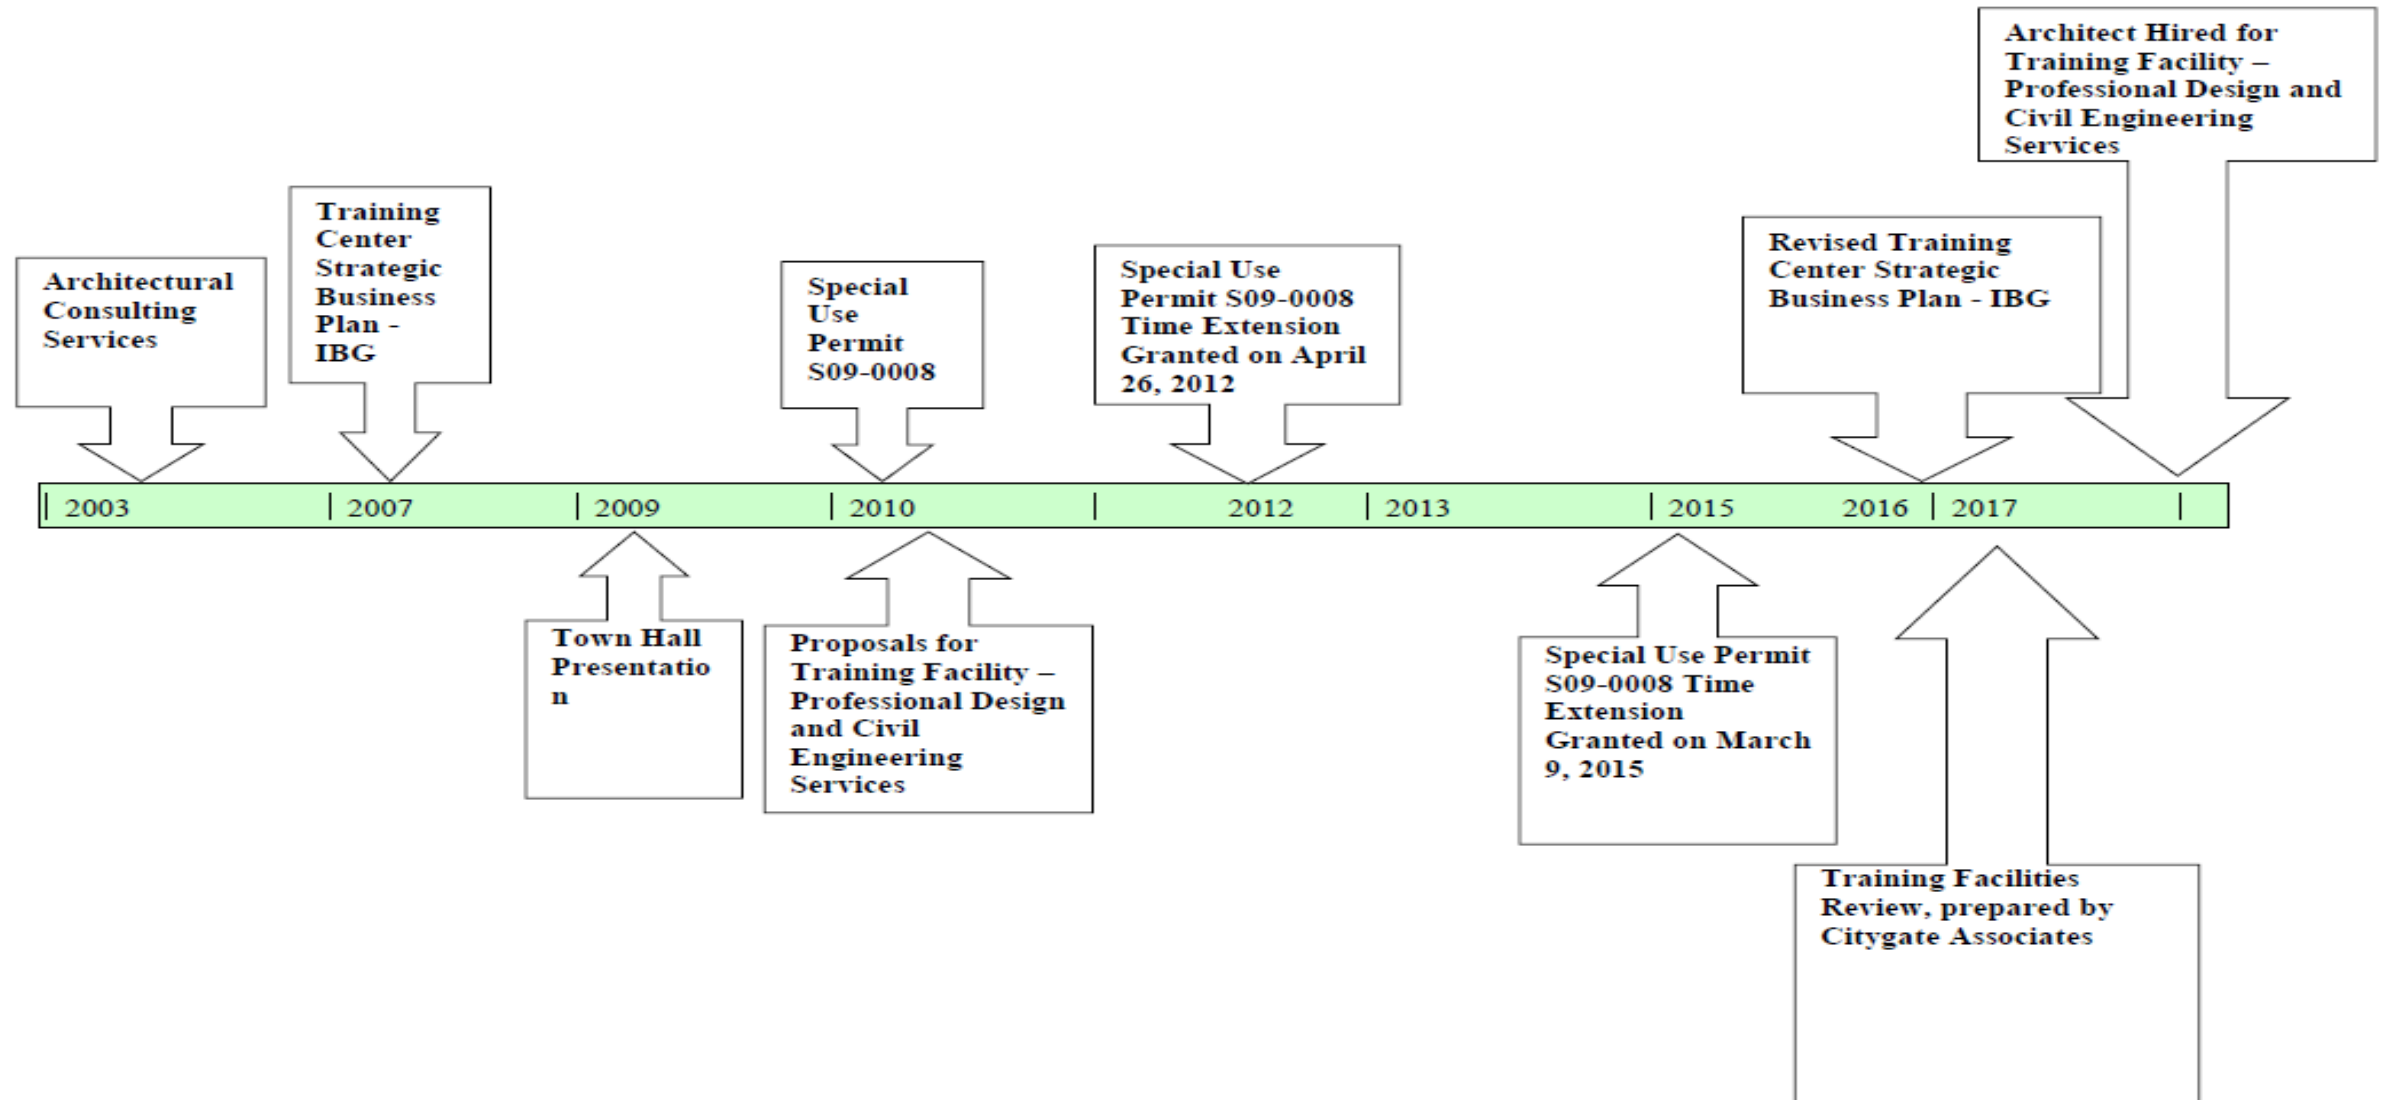 Architect Hired for
Training Facility –
Professional Design and
Civil Engineering
Services
Training
Center
Strategic
Business
Plan -
IBG
Revised Training
Center Strategic
Business Plan - IBG
Architectural
Consulting
Services
Special
Use
Permit
S09-0008
Special Use
Permit S09-0008
Time Extension
Granted on April
26, 2012
2003 2007 2009 2010 2012 2013 2015 2016 2017
Town Hall
Presentatio
n
Proposals for
Training Facility –
Professional Design
and Civil
Engineering
Services
Special Use Permit
S09-0008 Time
Extension
Granted on March
9, 2015
Training Facilities
Review, prepared by
Citygate Associates